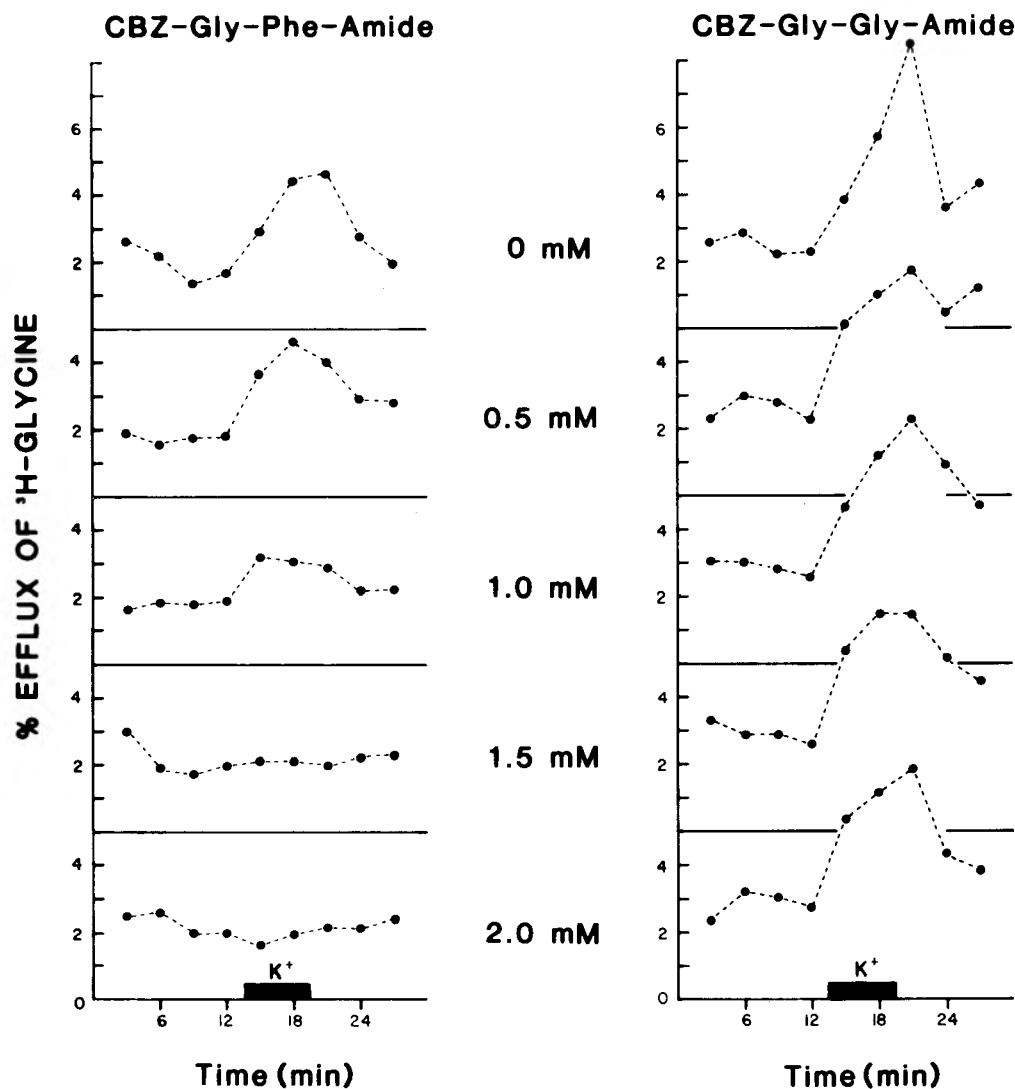 CBZ-Gly-Phe-Amide
CBZ-Gly-Gly-Amide
% EFFLUX OF ³H-GLYCINE
6
4
2
6
4
2
0 mM
4
2
4
2
0.5 mM
4
2
4
2
1.0 mM
4
2
4
2
1.5 mM
4
2
0
4
2
0
2.0 mM
K⁺
K⁺
6 12 18 24
6 12 18 24
Time (min)
Time (min)